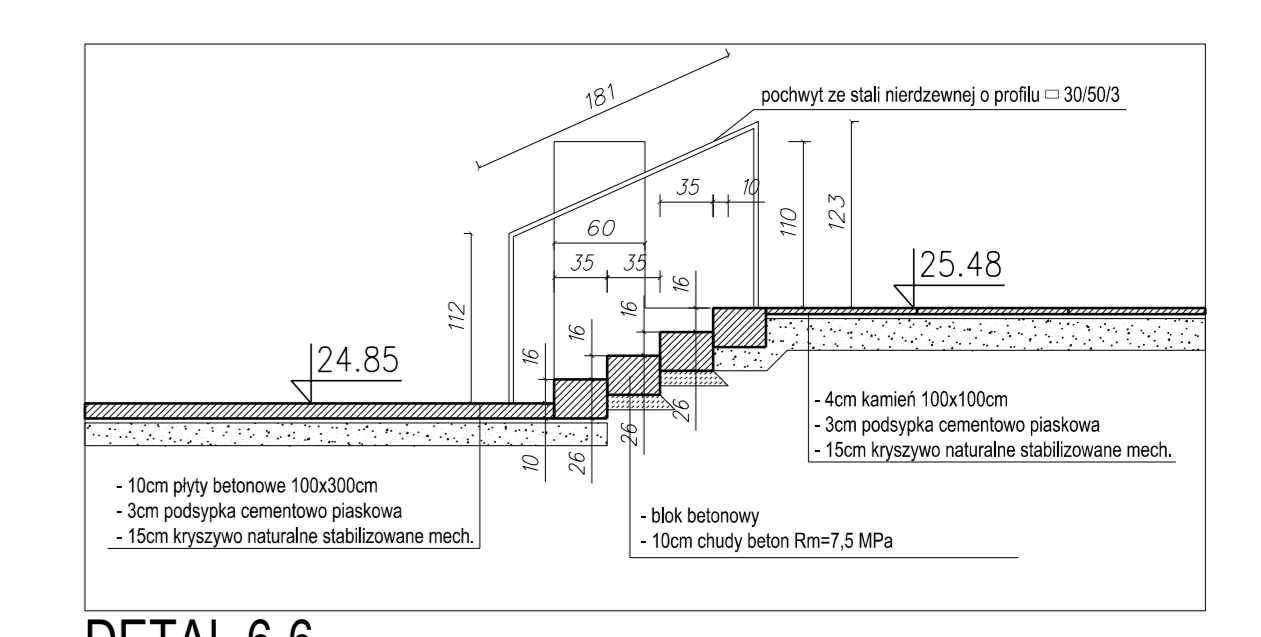 181
pochwyt ze stali nierdzewnej o profilu ▭ 30/50/3
35 10
110
123
60
35 35
112
16
16
16
16
25.48
24.85
10
26
26
26
- 4cm kamień 100x100cm
- 3cm podsypka cementowo piaskowa
- 15cm kryszywo naturalne stabilizowane mech.
- 10cm płyty betonowe 100x300cm
- 3cm podsypka cementowo piaskowa
- 15cm kryszywo naturalne stabilizowane mech.
- blok betonowy
- 10cm chudy beton Rm=7,5 MPa
DETAL 6.6